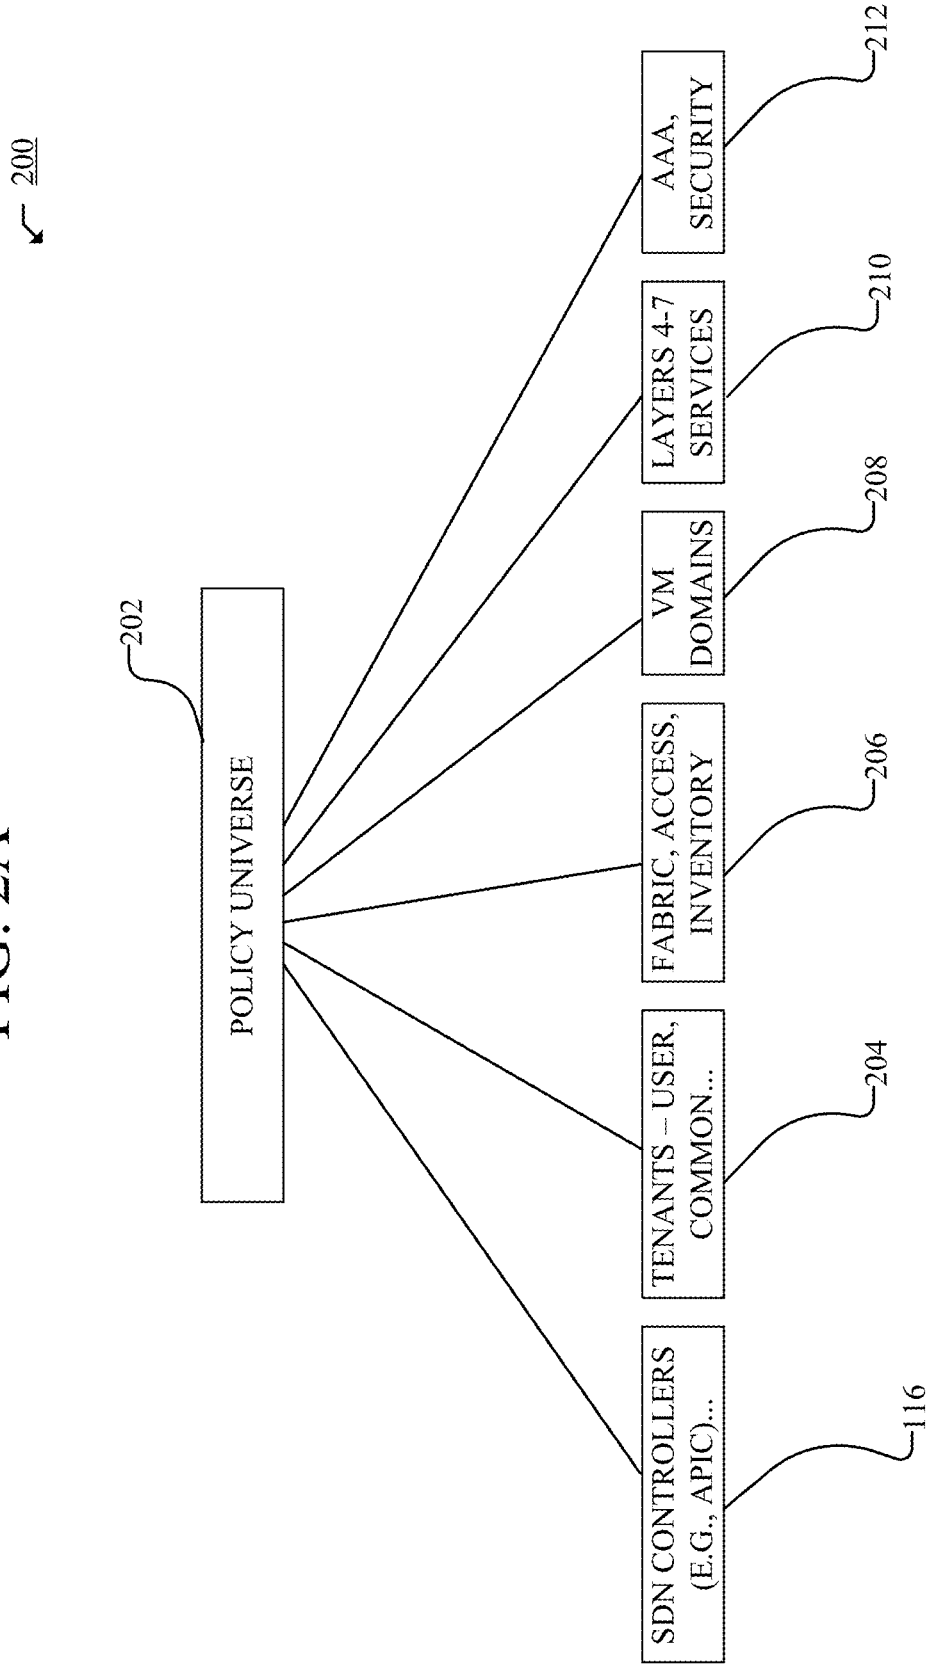 FIG. 2A
200
202
POLICY UNIVERSE
SDN CONTROLLERS
(E.G., APIC)...
TENANTS – USER,
COMMON...
FABRIC, ACCESS,
INVENTORY
VM
DOMAINS
LAYERS 4-7
SERVICES
AAA,
SECURITY
116
204
206
208
210
212